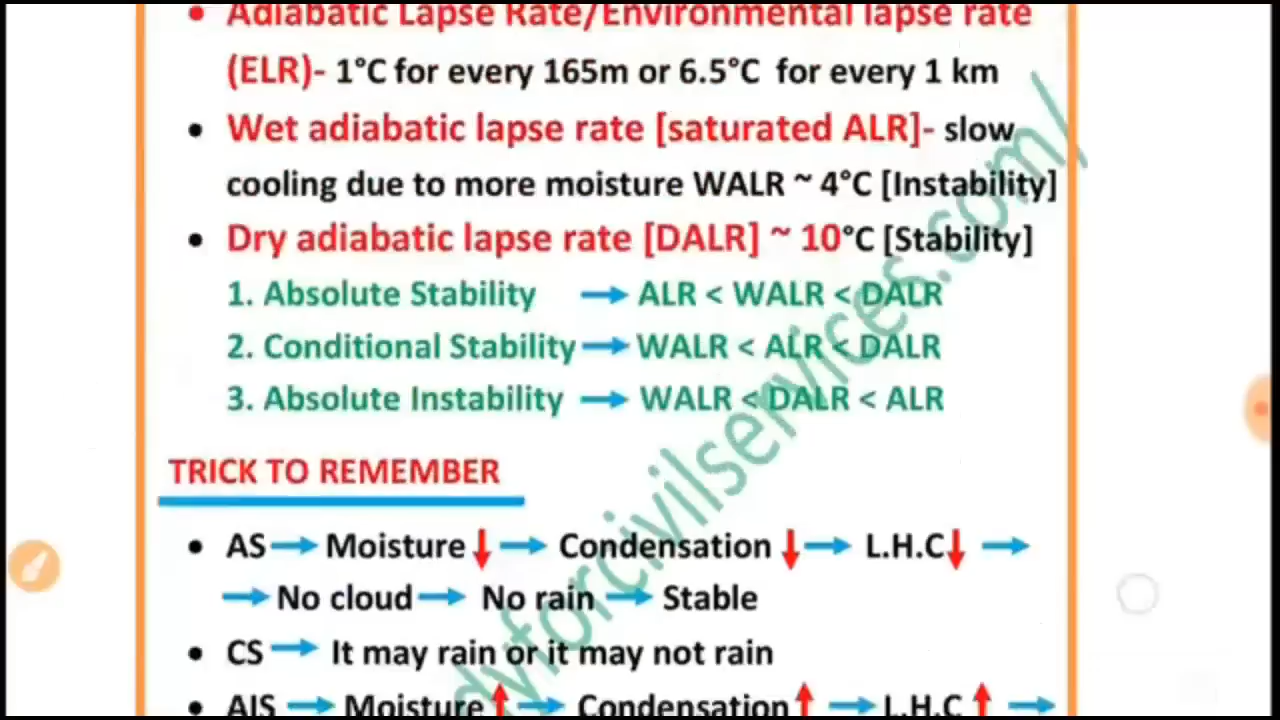 • Adiabatic Lapse Rate/Environmental lapse rate
(ELR)- 1°C for every 165m or 6.5°C for every 1 km
• Wet adiabatic lapse rate [saturated ALR]- slow
cooling due to more moisture WALR ~ 4°C [Instability]
• Dry adiabatic lapse rate [DALR] ~ 10°C [Stability]
1. Absolute Stability → ALR < WALR < DALR
2. Conditional Stability → WALR < ALR < DALR
3. Absolute Instability → WALR < DALR < ALR
TRICK TO REMEMBER
• AS → Moisture ↓ → Condensation ↓ → L.H.C ↓ →
→ No cloud → No rain → Stable
• CS → It may rain or it may not rain
• AIS → Moisture ↑ → Condensation ↑ → L.H.C ↑ →
dyforcivilservices.com/